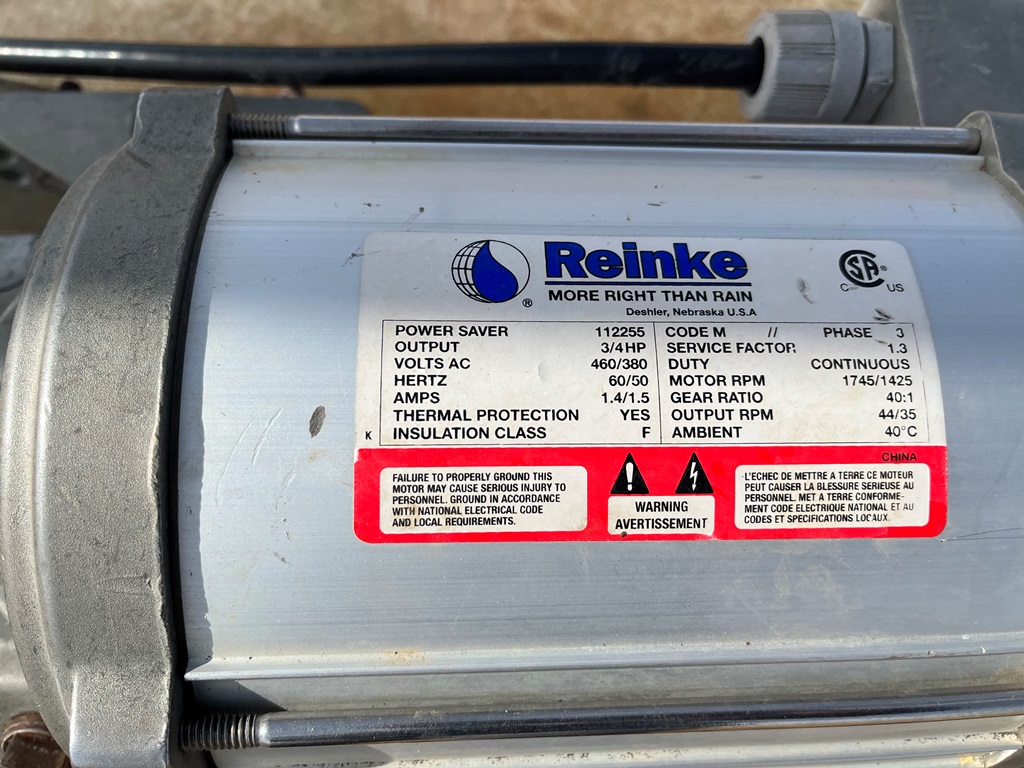 Reinke
®
MORE RIGHT THAN RAIN
Deshler, Nebraska U.S.A
CSA ®
C US
POWER SAVER 112255
OUTPUT 3/4HP
VOLTS AC 460/380
HERTZ 60/50
AMPS 1.4/1.5
THERMAL PROTECTION YES
K INSULATION CLASS F
CODE M // PHASE 3
SERVICE FACTOR 1.3
DUTY CONTINUOUS
MOTOR RPM 1745/1425
GEAR RATIO 40:1
OUTPUT RPM 44/35
AMBIENT 40°C
CHINA
FAILURE TO PROPERLY GROUND THIS
MOTOR MAY CAUSE SERIOUS INJURY TO
PERSONNEL. GROUND IN ACCORDANCE
WITH NATIONAL ELECTRICAL CODE
AND LOCAL REQUIREMENTS.
WARNING
AVERTISSEMENT
L'ECHEC DE METTRE A TERRE CE MOTEUR
PEUT CAUSER LA BLESSURE SERIEUSE AU
PERSONNEL. MET A TERRE CONFORME-
MENT CODE ELECTRIQUE NATIONAL ET AU
CODES ET SPECIFICATIONS LOCAUX.